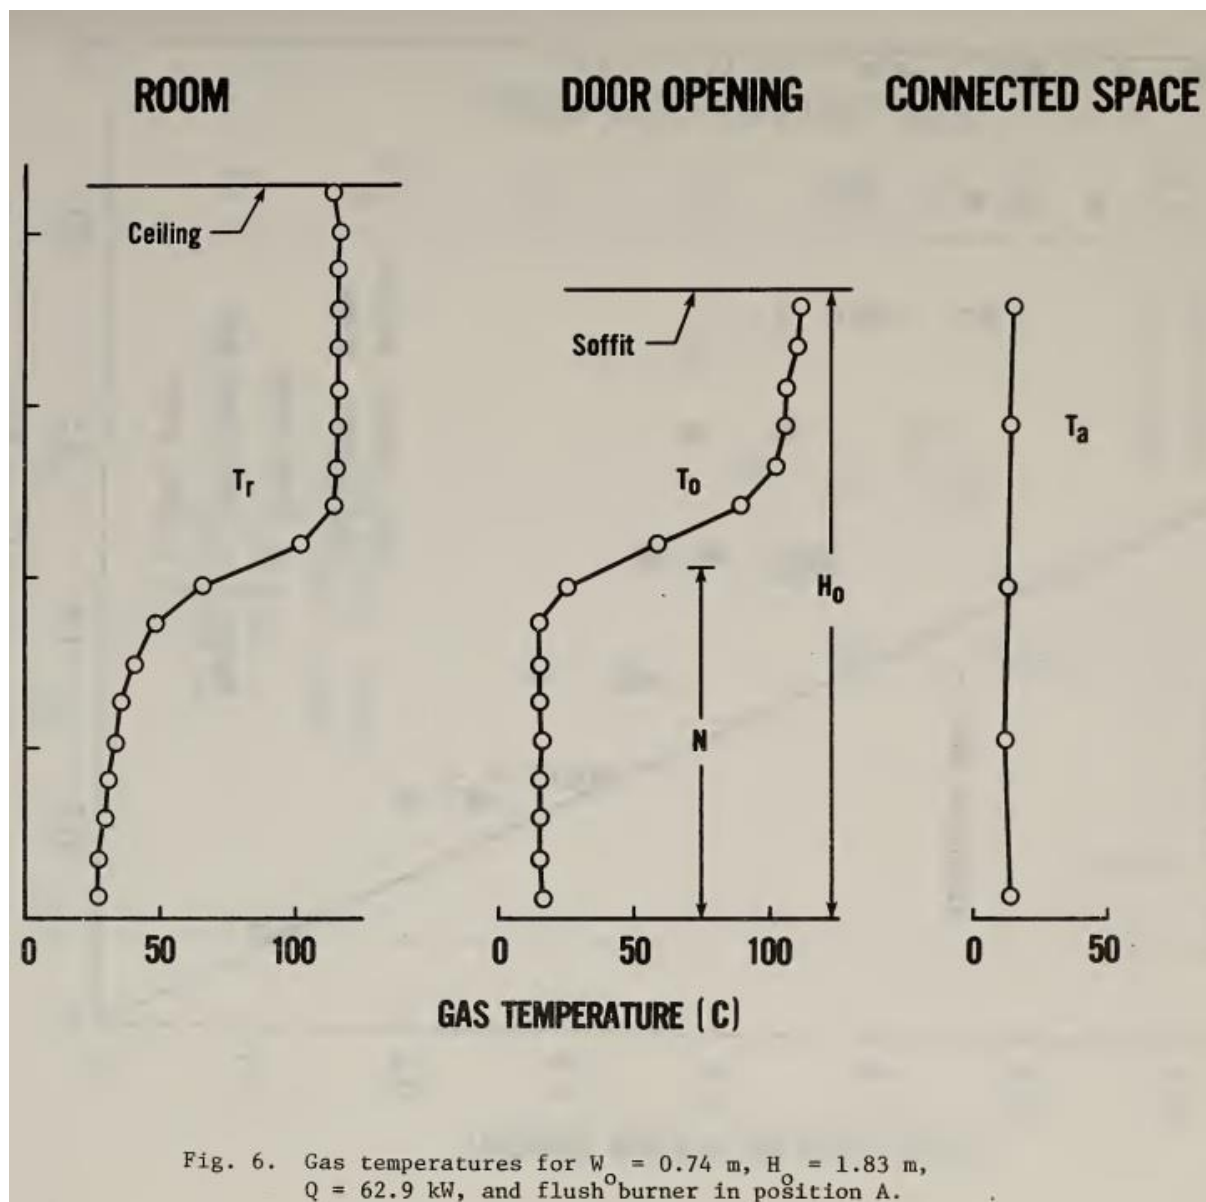 ROOM
DOOR OPENING
CONNECTED SPACE
Ceiling
Soffit
Tr
To
Ta
Ho
N
0 50 100
0 50 100
0 50
GAS TEMPERATURE (C)
Fig. 6. Gas temperatures for Wo = 0.74 m, Ho = 1.83 m,
Q = 62.9 kW, and flush burner in position A.